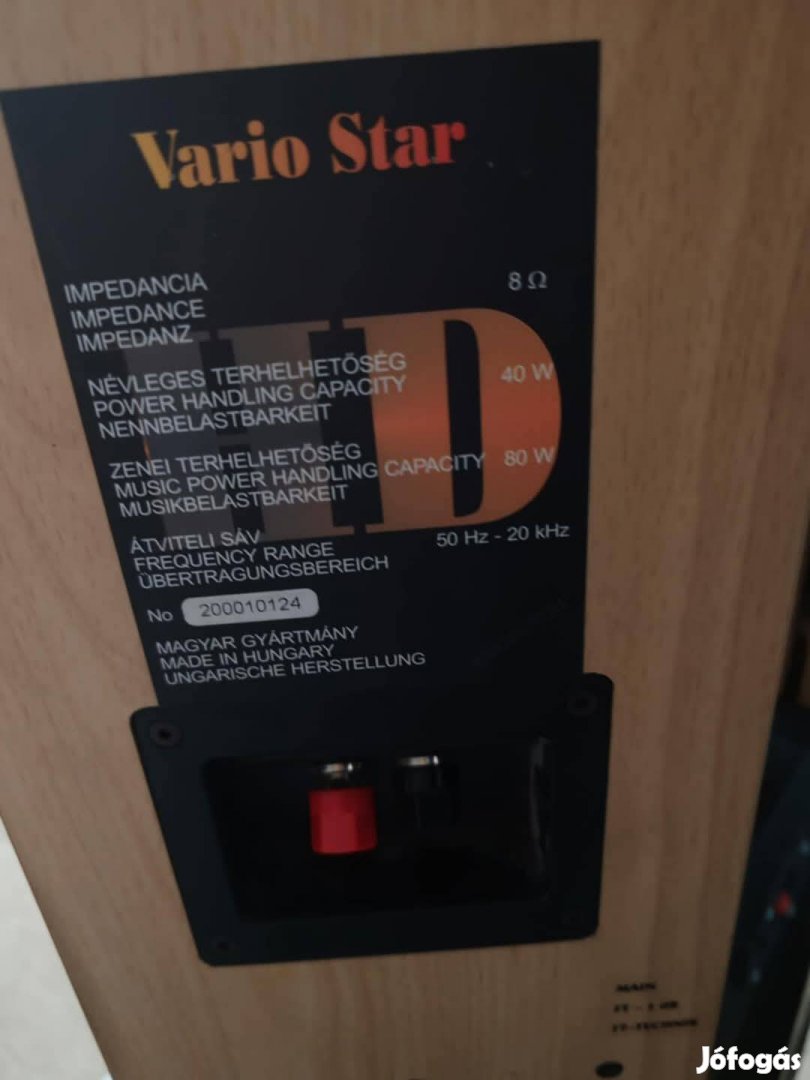 Vario Star
HD
IMPEDANCIA
IMPEDANCE
IMPEDANZ
8 Ω
NÉVLEGES TERHELHETŐSÉG
POWER HANDLING CAPACITY
NENNBELASTBARKEIT
40 W
ZENEI TERHELHETŐSÉG
MUSIC POWER HANDLING CAPACITY
MUSIKBELASTBARKEIT
80 W
ÁTVITELI SÁV
FREQUENCY RANGE
ÜBERTRAGUNGSBEREICH
50 Hz - 20 kHz
No 200010124
MAGYAR GYÁRTMÁNY
MADE IN HUNGARY
UNGARISCHE HERSTELLUNG
MAIN
Jófogás